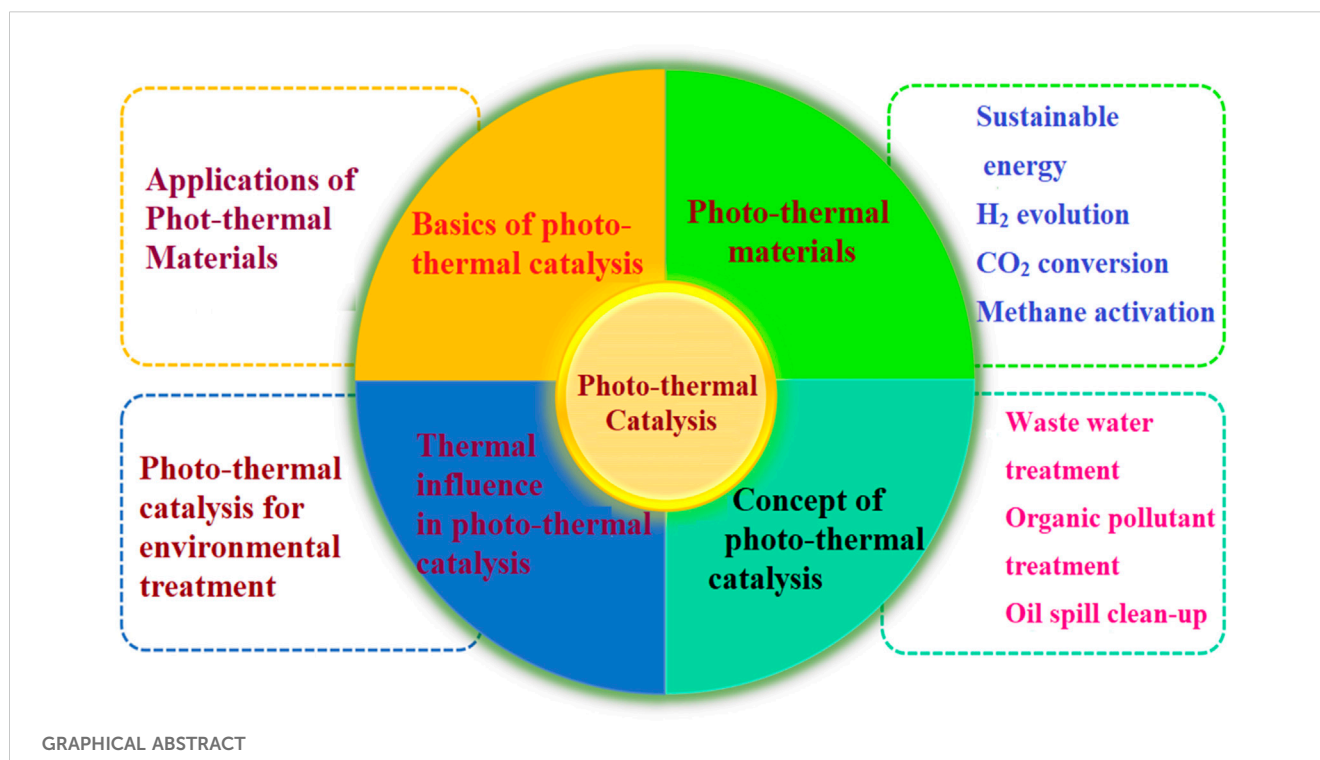 Applications of
Phot-thermal
Materials
Basics of photo-
thermal catalysis
Photo-thermal
materials
Sustainable
energy
H₂ evolution
CO₂ conversion
Methane activation
Photo-thermal
Catalysis
Photo-thermal
catalysis for
environmental
treatment
Thermal
influence
in photo-thermal
catalysis
Concept of
photo-thermal
catalysis
Waste water
treatment
Organic pollutant
treatment
Oil spill clean-up
GRAPHICAL ABSTRACT